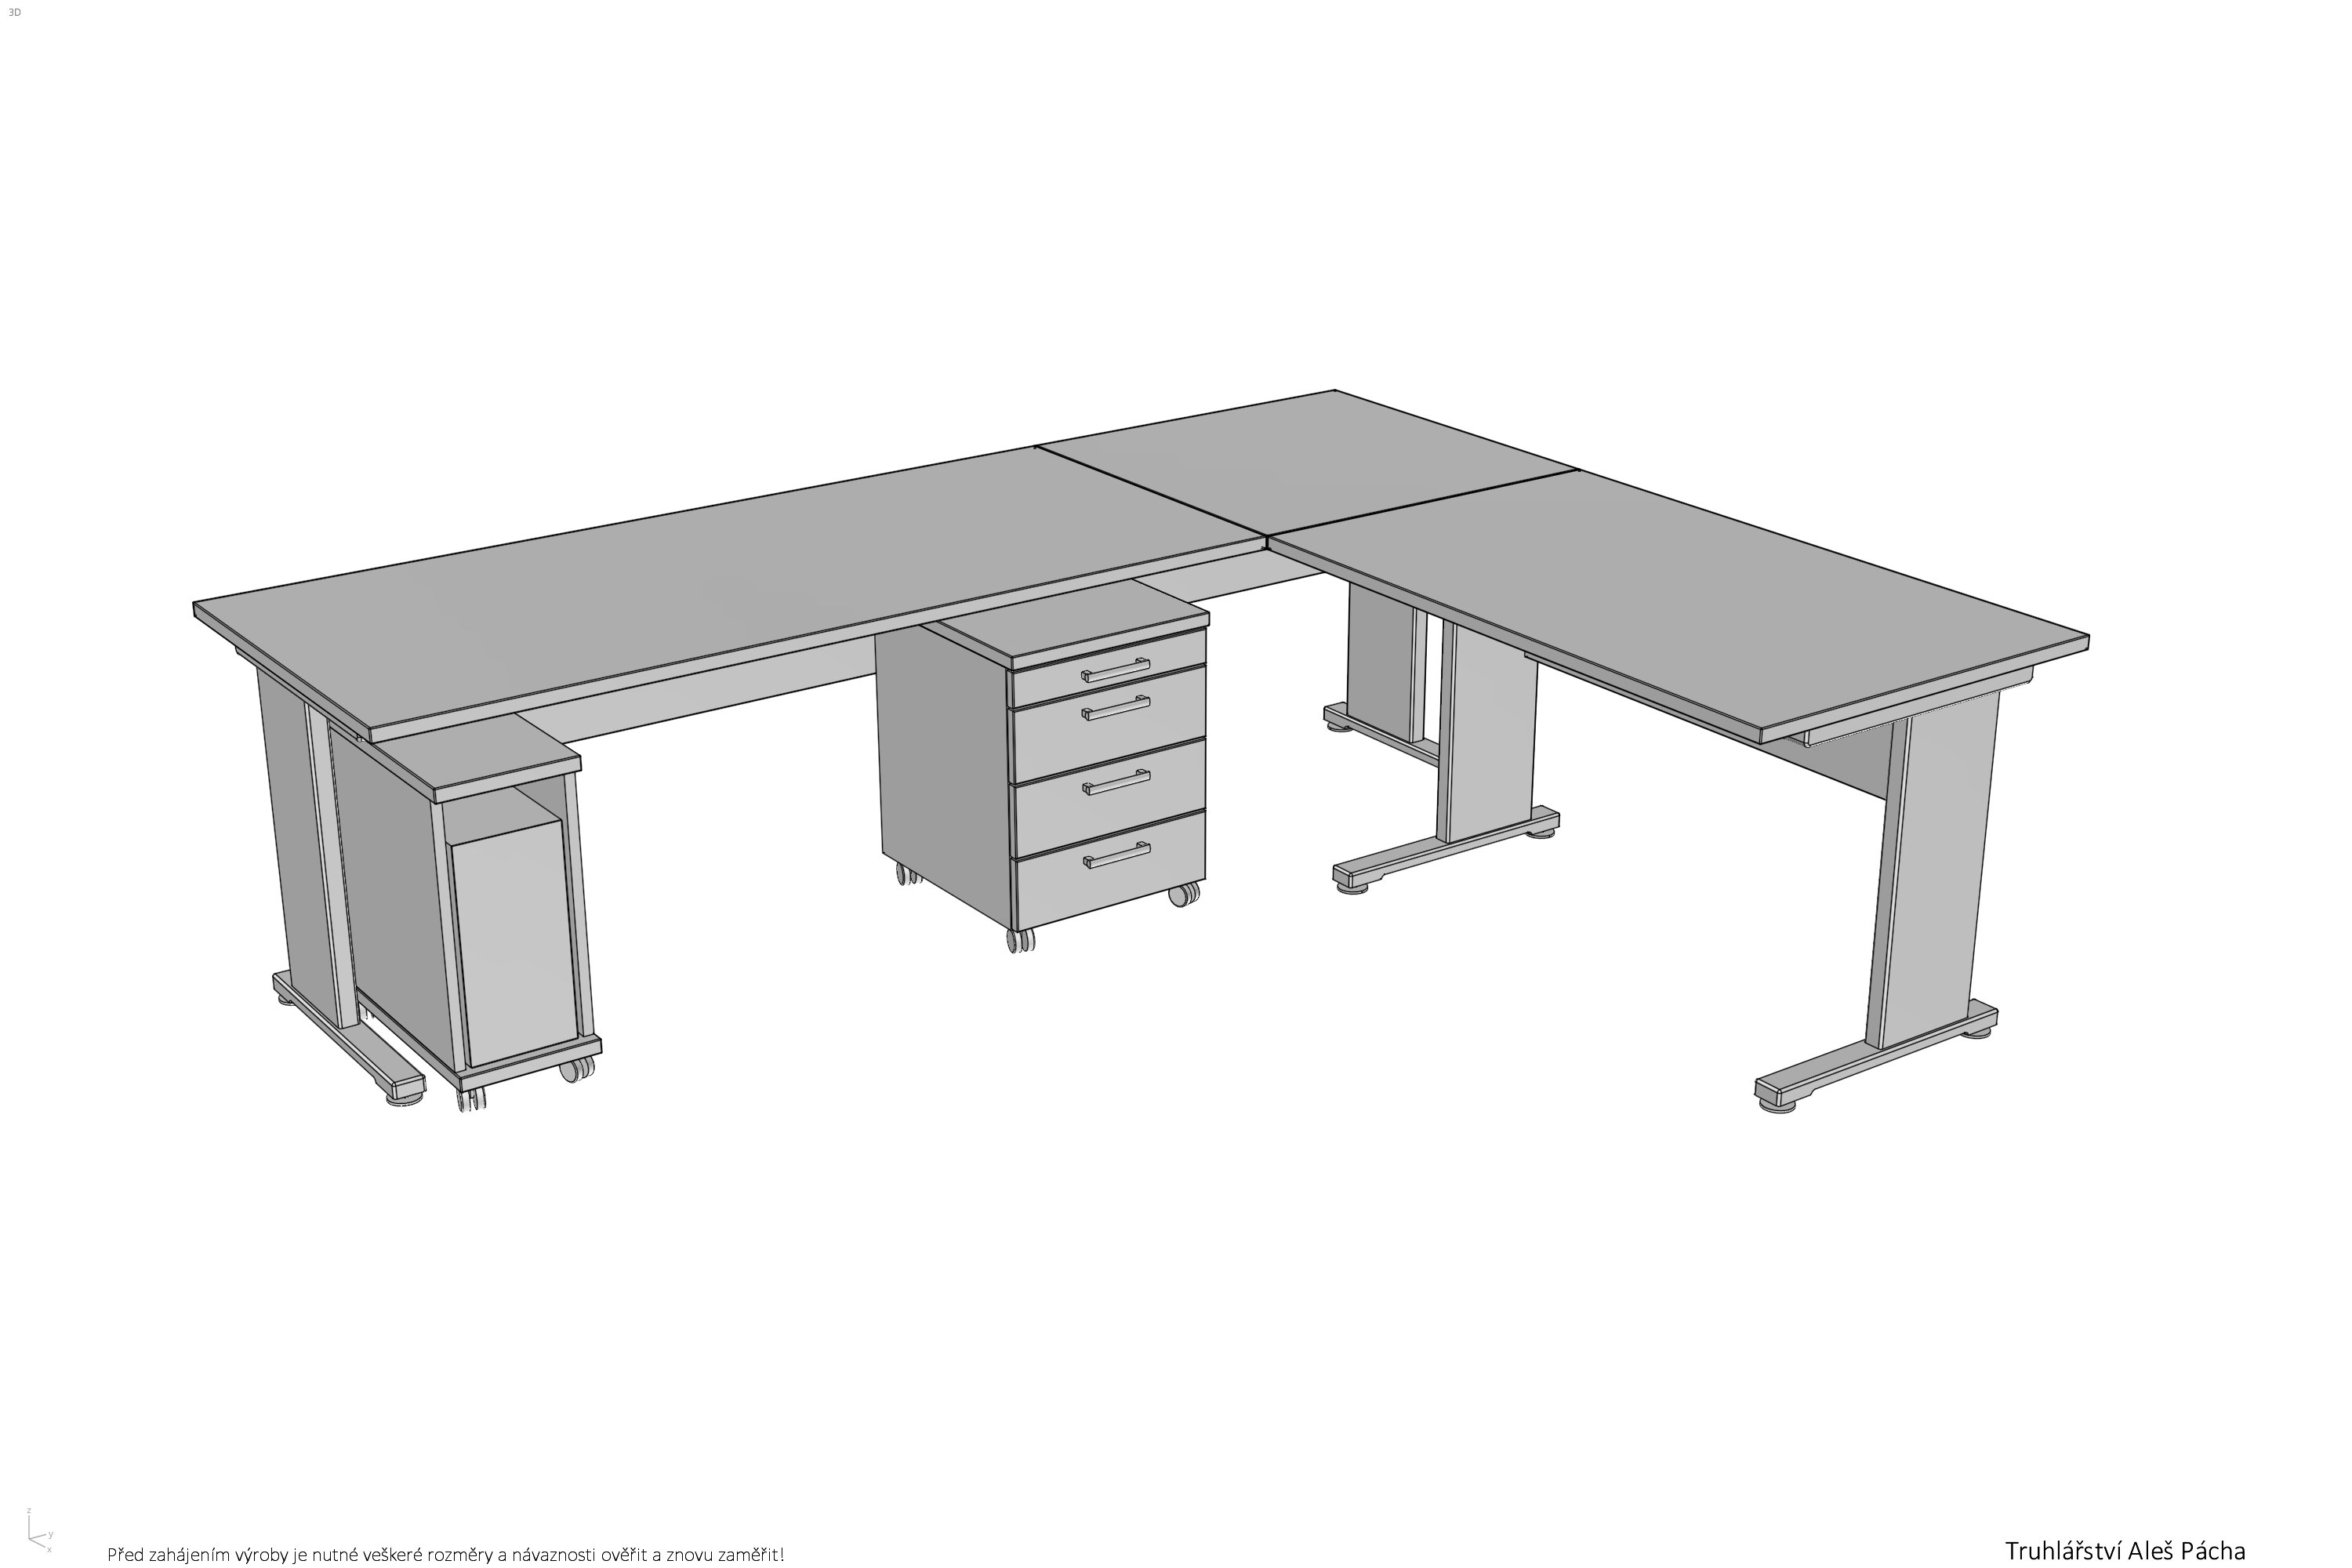 3D
z
y
x
Před zahájením výroby je nutné veškeré rozměry a návaznosti ověřit a znovu zaměřit!
Truhlářství Aleš Pácha